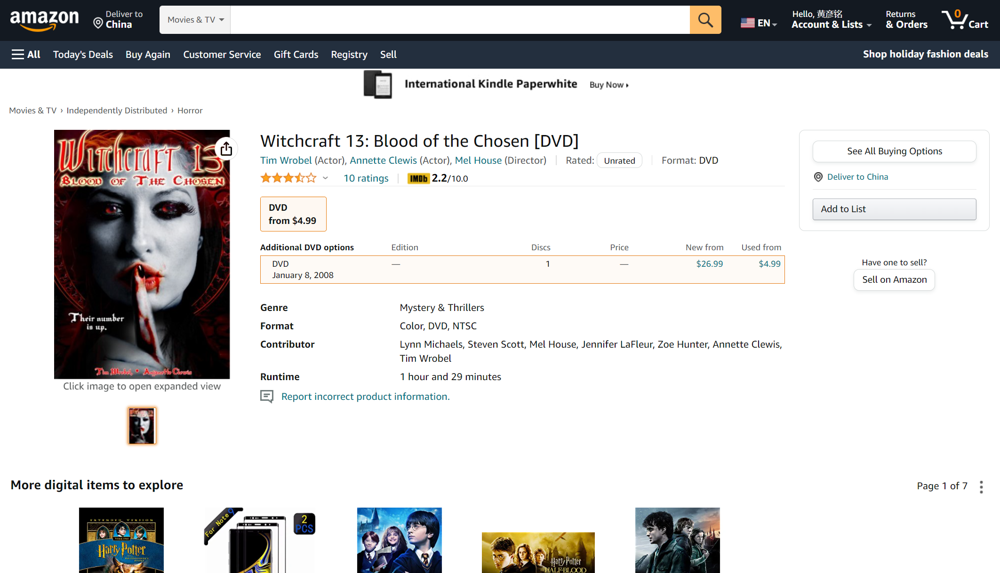 amazon
Deliver to
China
Movies & TV
EN
Hello, 黄彦铭
Account & Lists
Returns
& Orders
0
Cart
All
Today's Deals
Buy Again
Customer Service
Gift Cards
Registry
Sell
Shop holiday fashion deals
International Kindle Paperwhite
Buy Now
Movies & TV › Independently Distributed › Horror
WITCHCRAFT 13
BLOOD OF THE CHOSEN
Their number
is up.
Tim Wrobel • Anjanette Clewis
Click image to open expanded view
Witchcraft 13: Blood of the Chosen [DVD]
Tim Wrobel (Actor), Annette Clewis (Actor), Mel House (Director)
Rated: Unrated
Format: DVD
10 ratings
IMDb 2.2/10.0
DVD
from $4.99
Additional DVD options Edition Discs Price New from Used from
DVD — 1 — $26.99 $4.99
January 8, 2008
Genre Mystery & Thrillers
Format Color, DVD, NTSC
Contributor Lynn Michaels, Steven Scott, Mel House, Jennifer LaFleur, Zoe Hunter, Annette Clewis,
Tim Wrobel
Runtime 1 hour and 29 minutes
Report incorrect product information.
See All Buying Options
Deliver to China
Add to List
Have one to sell?
Sell on Amazon
More digital items to explore
Page 1 of 7
EXTENDED VERSION
YEAR ONE
Harry Potter
For Note 9
2
PCS
Harry Potter
HALF-BLOOD